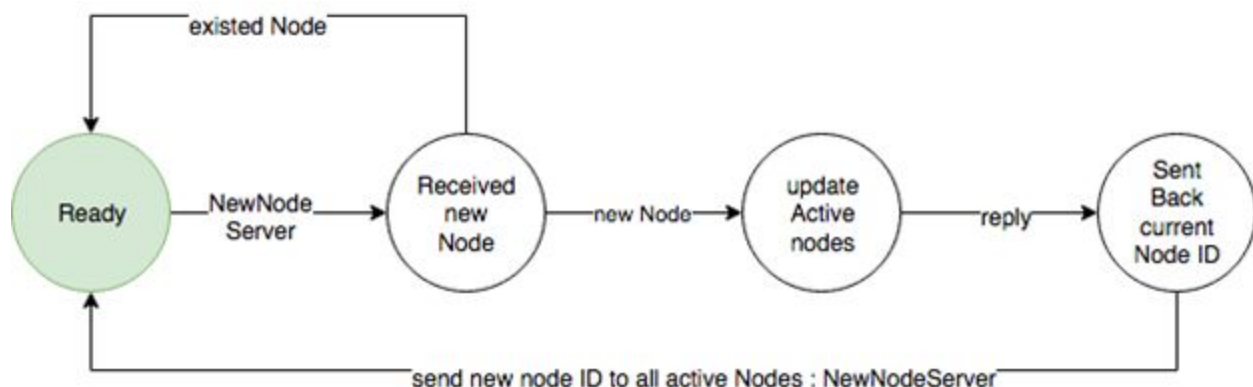 existed Node
Ready
NewNode
Server
Received
new
Node
new Node
update
Active
nodes
reply
Sent
Back
current
Node ID
send new node ID to all active Nodes : NewNodeServer